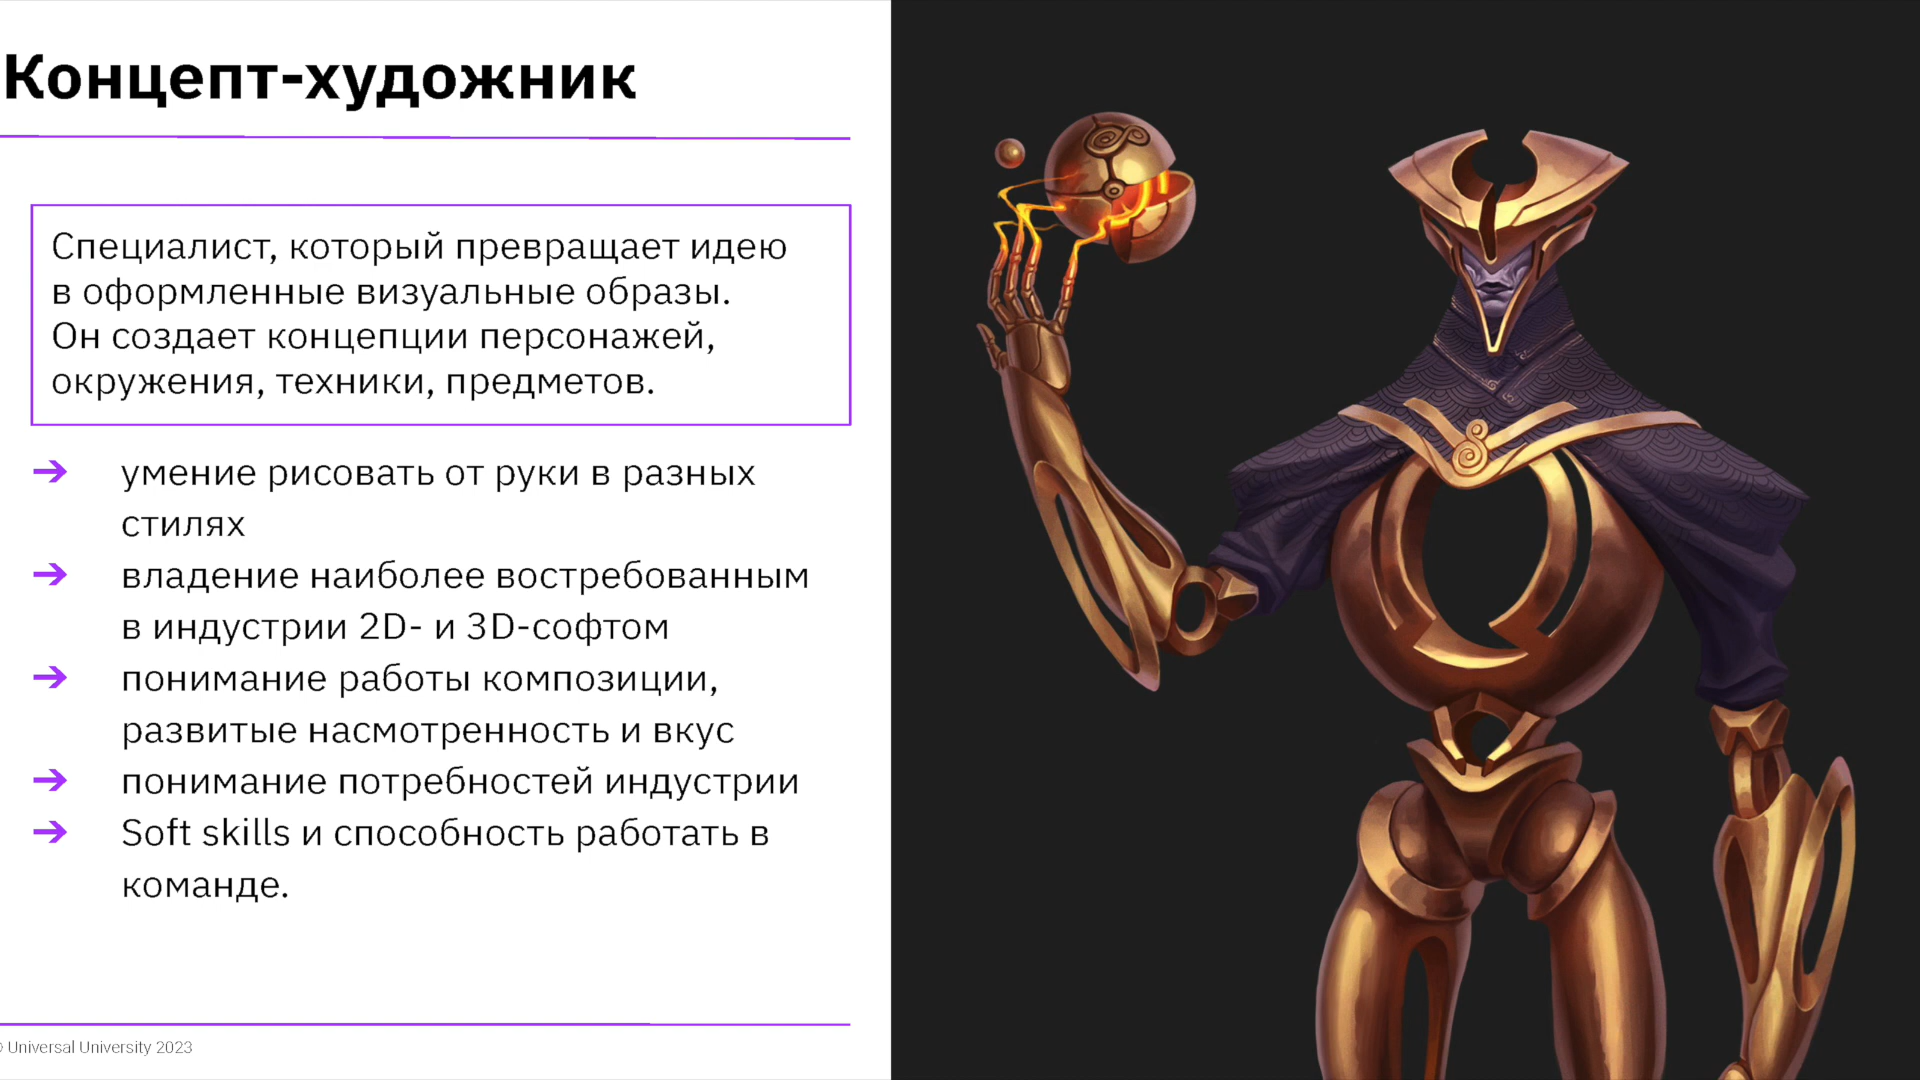 Концепт-художник
Специалист, который превращает идею
в оформленные визуальные образы.
Он создает концепции персонажей,
окружения, техники, предметов.
➔ умение рисовать от руки в разных
стилях
➔ владение наиболее востребованным
в индустрии 2D- и 3D-софтом
➔ понимание работы композиции,
развитые насмотренность и вкус
➔ понимание потребностей индустрии
➔ Soft skills и способность работать в
команде.
© Universal University 2023